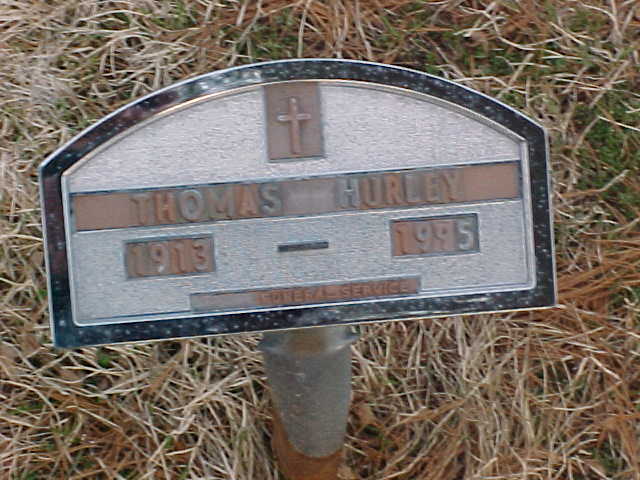 THOMAS HURLEY
1913 - 1995
FUNERAL SERVICE